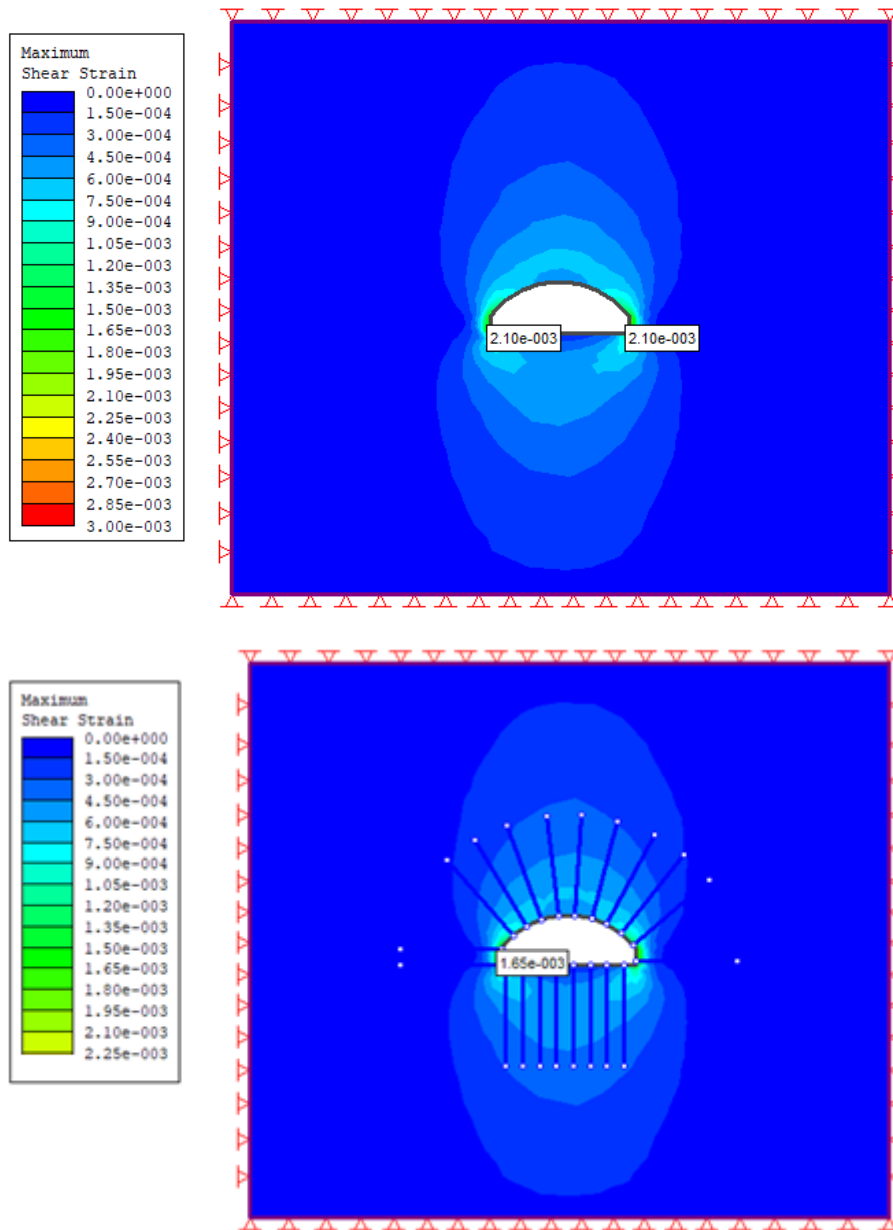 Maximum
Shear Strain
0.00e+000
1.50e-004
3.00e-004
4.50e-004
6.00e-004
7.50e-004
9.00e-004
1.05e-003
1.20e-003
1.35e-003
1.50e-003
1.65e-003
1.80e-003
1.95e-003
2.10e-003
2.25e-003
2.40e-003
2.55e-003
2.70e-003
2.85e-003
3.00e-003
2.10e-003 2.10e-003
Maximum
Shear Strain
0.00e+000
1.50e-004
3.00e-004
4.50e-004
6.00e-004
7.50e-004
9.00e-004
1.05e-003
1.20e-003
1.35e-003
1.50e-003
1.65e-003
1.80e-003
1.95e-003
2.10e-003
2.25e-003
1.65e-003